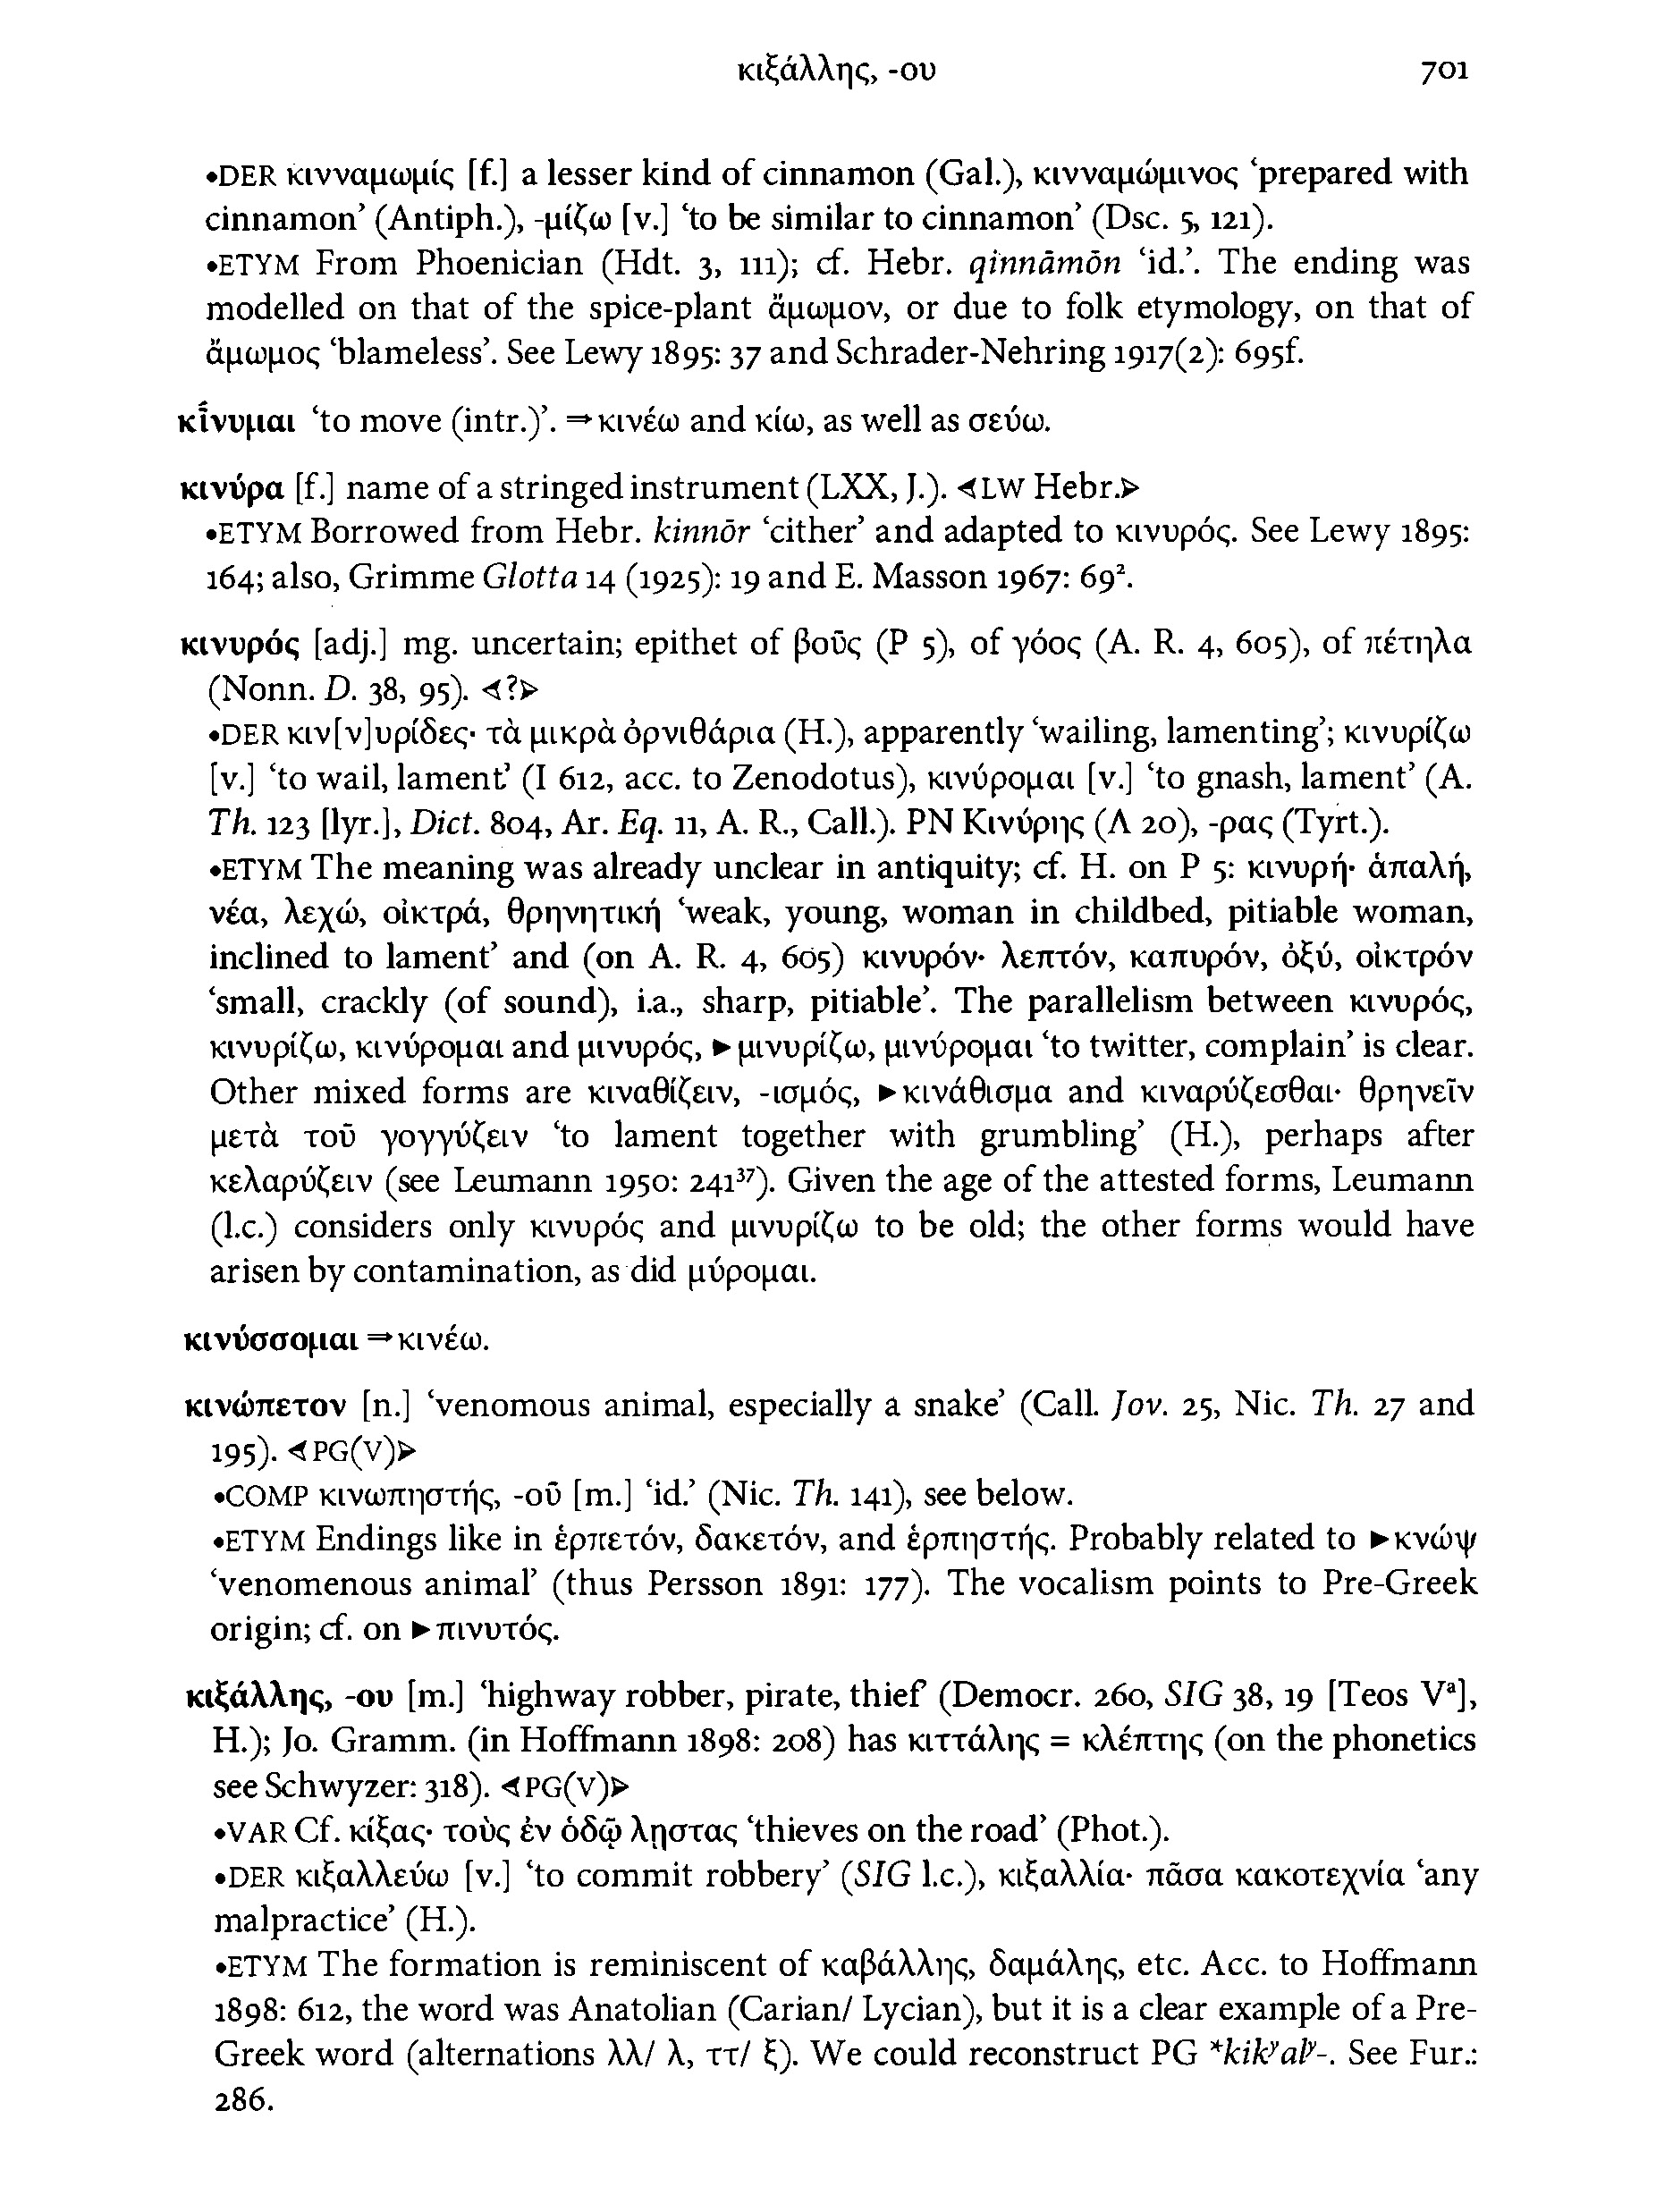 κιξάλλης, -ου 701
•DER κινναμωμίς [f.] a lesser kind of cinnamon (Gal.), κινναμώμινος ‘prepared with
cinnamon’ (Antiph.), -μίζω [v.] ‘to be similar to cinnamon’ (Dsc. 5, 121).
•ETYM From Phoenician (Hdt. 3, 111); cf. Hebr. qinnāmōn ‘id.’. The ending was
modelled on that of the spice-plant ἄμωμον, or due to folk etymology, on that of
ἄμωμος ‘blameless’. See Lewy 1895: 37 and Schrader-Nehring 1917(2): 695f.
κί̄νυμαι ‘to move (intr.)’. ⇒κινέω and κίω, as well as σεύω.
κινύρα [f.] name of a stringed instrument (LXX, J.). ⊲LW Hebr.⊳
•ETYM Borrowed from Hebr. kinnōr ‘cither’ and adapted to κινυρός. See Lewy 1895:
164; also, Grimme Glotta 14 (1925): 19 and E. Masson 1967: 69².
κινυρός [adj.] mg. uncertain; epithet of βοῦς (P 5), of γόος (A. R. 4, 605), of πέτηλα
(Nonn. D. 38, 95). ⊲?⊳
•DER κιν[ν]υρίδες· τὰ μικρὰ ὀρνιθάρια (H.), apparently ‘wailing, lamenting’; κινυρίζω
[v.] ‘to wail, lament’ (I 612, acc. to Zenodotus), κινύρομαι [v.] ‘to gnash, lament’ (A.
Th. 123 [lyr.], Dict. 804, Ar. Eq. 11, A. R., Call.). PN Κινύρης (Λ 20), -ρας (Tyrt.).
•ETYM The meaning was already unclear in antiquity; cf. H. on P 5: κινυρή· ἁπαλή,
νέα, λεχώ, οἰκτρά, θρηνητική ‘weak, young, woman in childbed, pitiable woman,
inclined to lament’ and (on A. R. 4, 605) κινυρόν· λεπτόν, καπυρόν, ὀξύ, οἰκτρόν
‘small, crackly (of sound), i.a., sharp, pitiable’. The parallelism between κινυρός,
κινυρίζω, κινύρομαι and μινυρός, ►μινυρίζω, μινύρομαι ‘to twitter, complain’ is clear.
Other mixed forms are κιναθίζειν, -ισμός, ►κινάθισμα and κιναρύζεσθαι· θρηνεῖν
μετὰ τοῦ γογγύζειν ‘to lament together with grumbling’ (H.), perhaps after
κελαρύζειν (see Leumann 1950: 241³⁷). Given the age of the attested forms, Leumann
(l.c.) considers only κινυρός and μινυρίζω to be old; the other forms would have
arisen by contamination, as did μύρομαι.
κινύσσομαι ⇒κινέω.
κινώπετον [n.] ‘venomous animal, especially a snake’ (Call. Jov. 25, Nic. Th. 27 and
195). ⊲PG(V)⊳
•COMP κινωπηστής, -οῦ [m.] ‘id.’ (Nic. Th. 141), see below.
•ETYM Endings like in ἑρπετόν, δακετόν, and ἑρπηστής. Probably related to ►κνώψ
‘venomenous animal’ (thus Persson 1891: 177). The vocalism points to Pre-Greek
origin; cf. on ►πινυτός.
κιξάλλης, -ου [m.] ‘highway robber, pirate, thief’ (Democr. 260, SIG 38, 19 [Teos Vᵃ],
H.); Jo. Gramm. (in Hoffmann 1898: 208) has κιττάλης = κλέπτης (on the phonetics
see Schwyzer: 318). ⊲PG(V)⊳
•VAR Cf. κίξας· τοὺς ἐν ὁδῷ λῃστας ‘thieves on the road’ (Phot.).
•DER κιξαλλεύω [v.] ‘to commit robbery’ (SIG l.c.), κιξαλλία· πᾶσα κακοτεχνία ‘any
malpractice’ (H.).
•ETYM The formation is reminiscent of καβάλλης, δαμάλης, etc. Acc. to Hoffmann
1898: 612, the word was Anatolian (Carian/ Lycian), but it is a clear example of a Pre-
Greek word (alternations λλ/ λ, ττ/ ξ). We could reconstruct PG *kikʸalʸ-. See Fur.:
286.